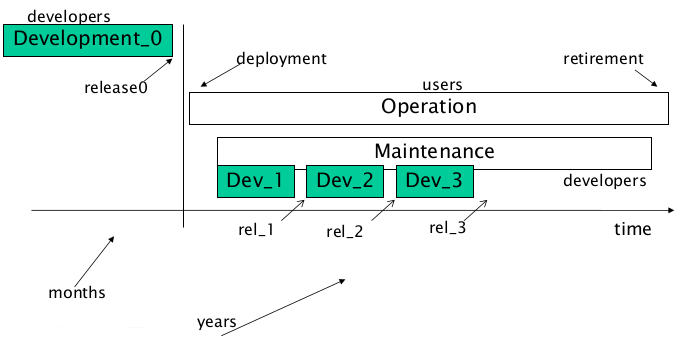 developers
Development_0
release0
deployment
retirement
users
Operation
Maintenance
Dev_1
Dev_2
Dev_3
developers
rel_1
rel_2
rel_3
time
months
years